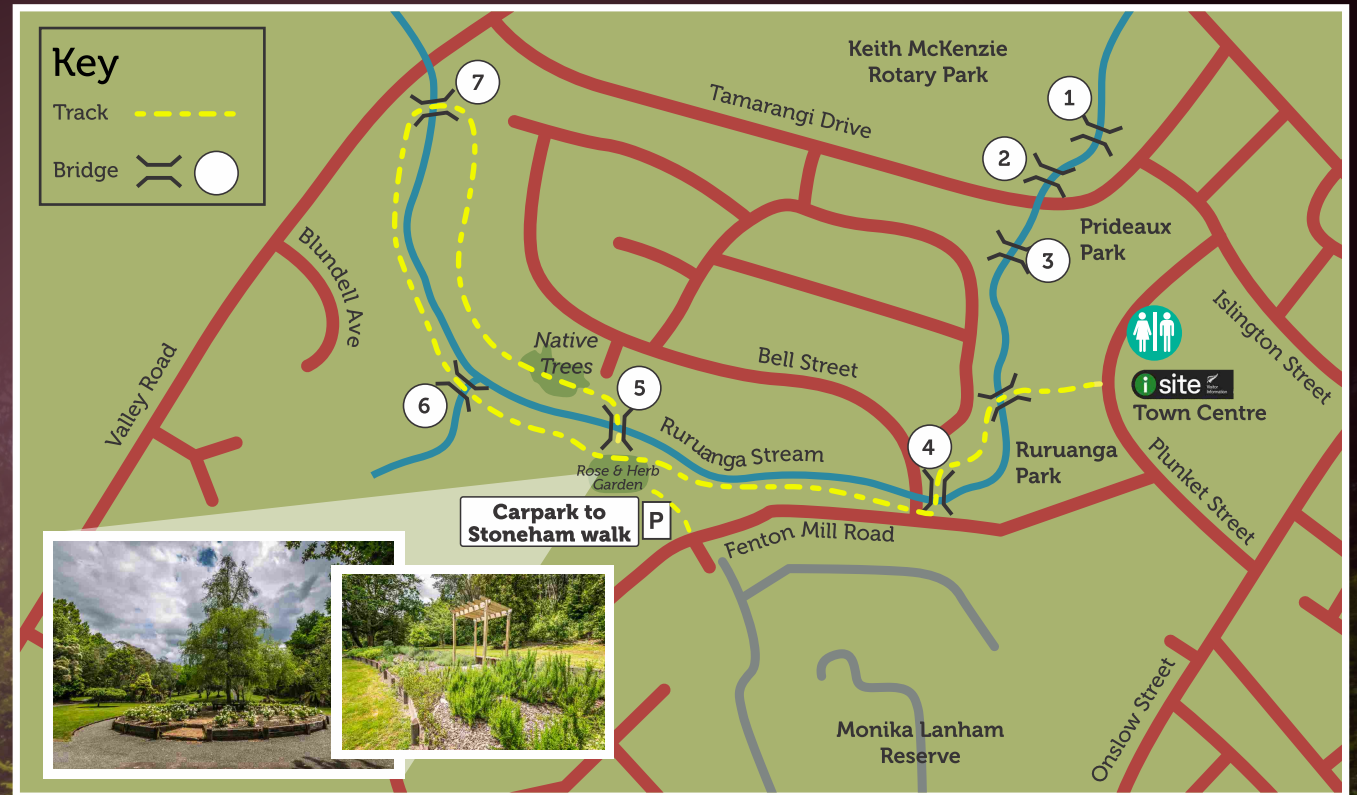 Key
Track
Bridge
7
Keith McKenzie
Rotary Park
1
Tamarangi Drive
2
Prideaux
Park
3
Blundell Ave
Islington Street
Native
Trees
Bell Street
Valley Road
5
i site
Visitor
Information
Town Centre
6
Ruruanga Stream
4
Ruruanga
Park
Plunket Street
Rose & Herb
Garden
Carpark to
Stoneham walk
P
Fenton Mill Road
Monika Lanham
Reserve
Onslow Street